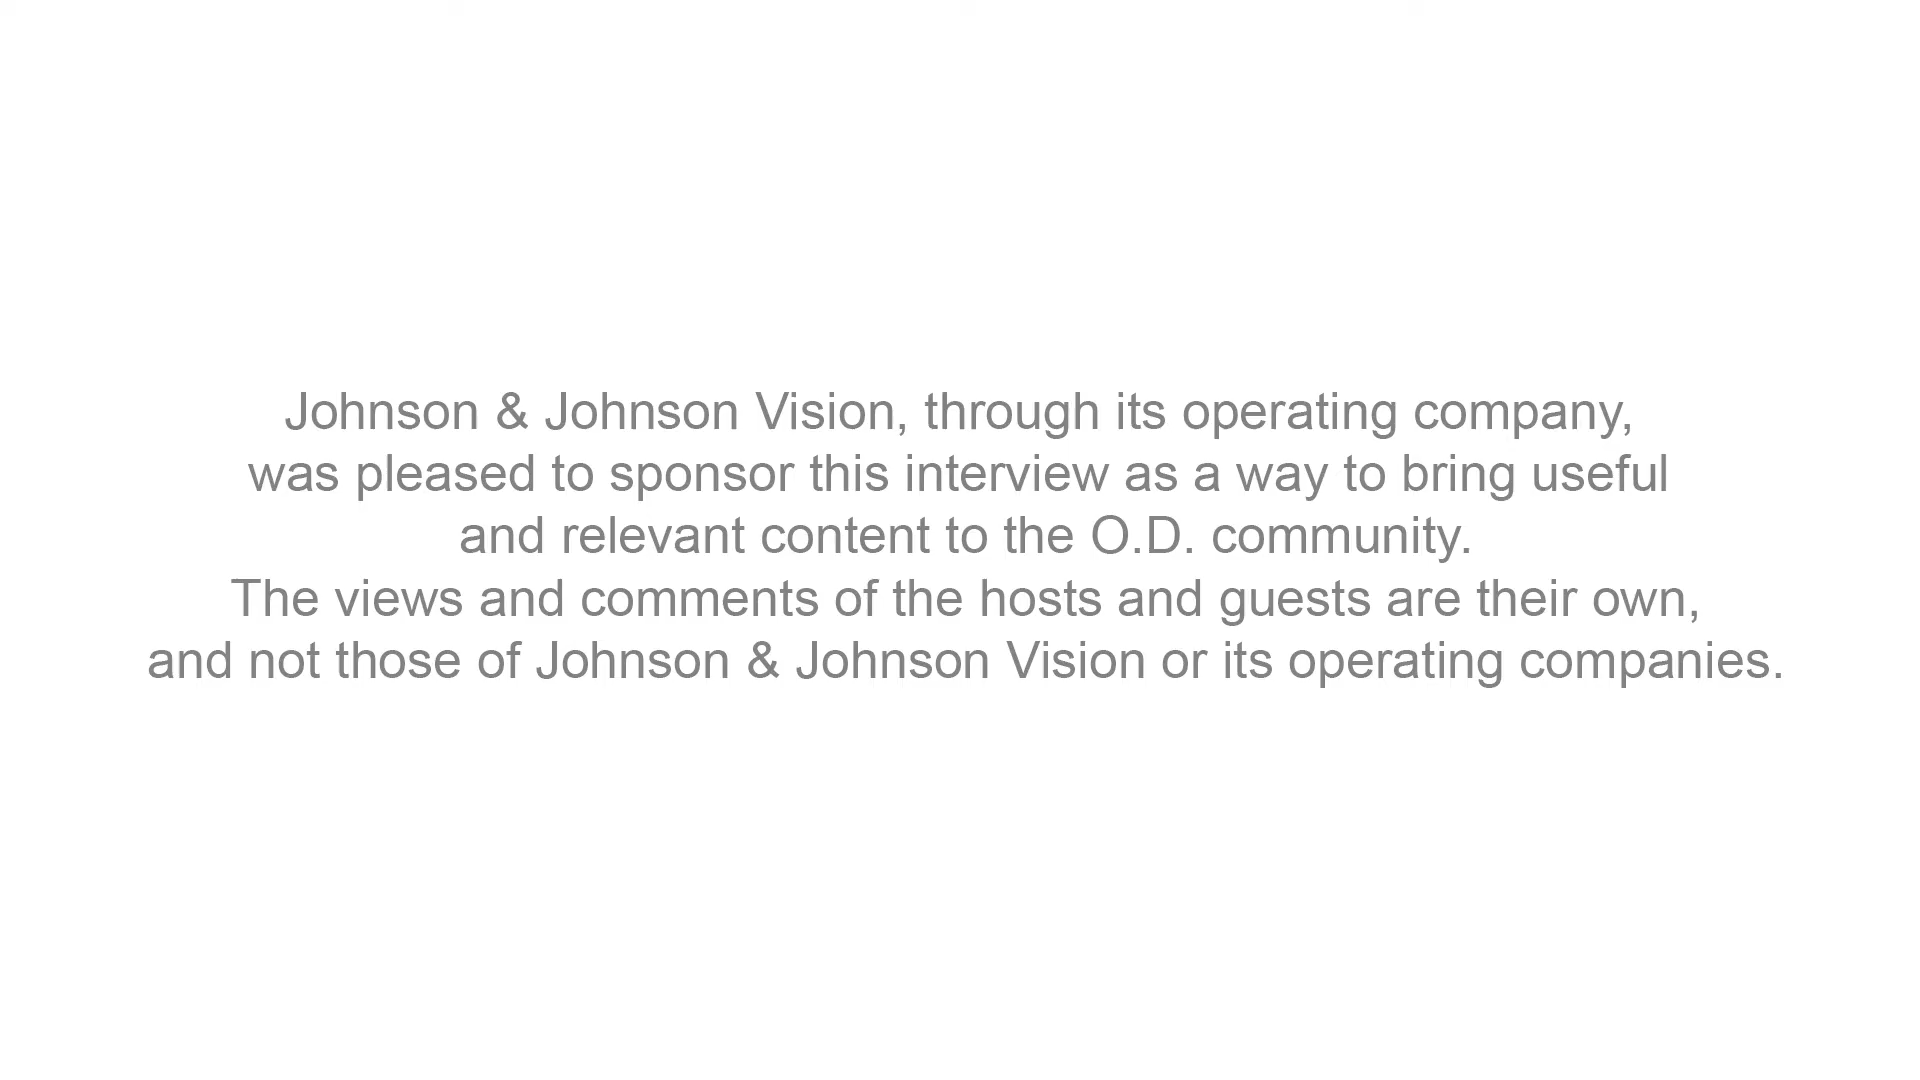 Johnson & Johnson Vision, through its operating company,
was pleased to sponsor this interview as a way to bring useful
and relevant content to the O.D. community.
The views and comments of the hosts and guests are their own,
and not those of Johnson & Johnson Vision or its operating companies.